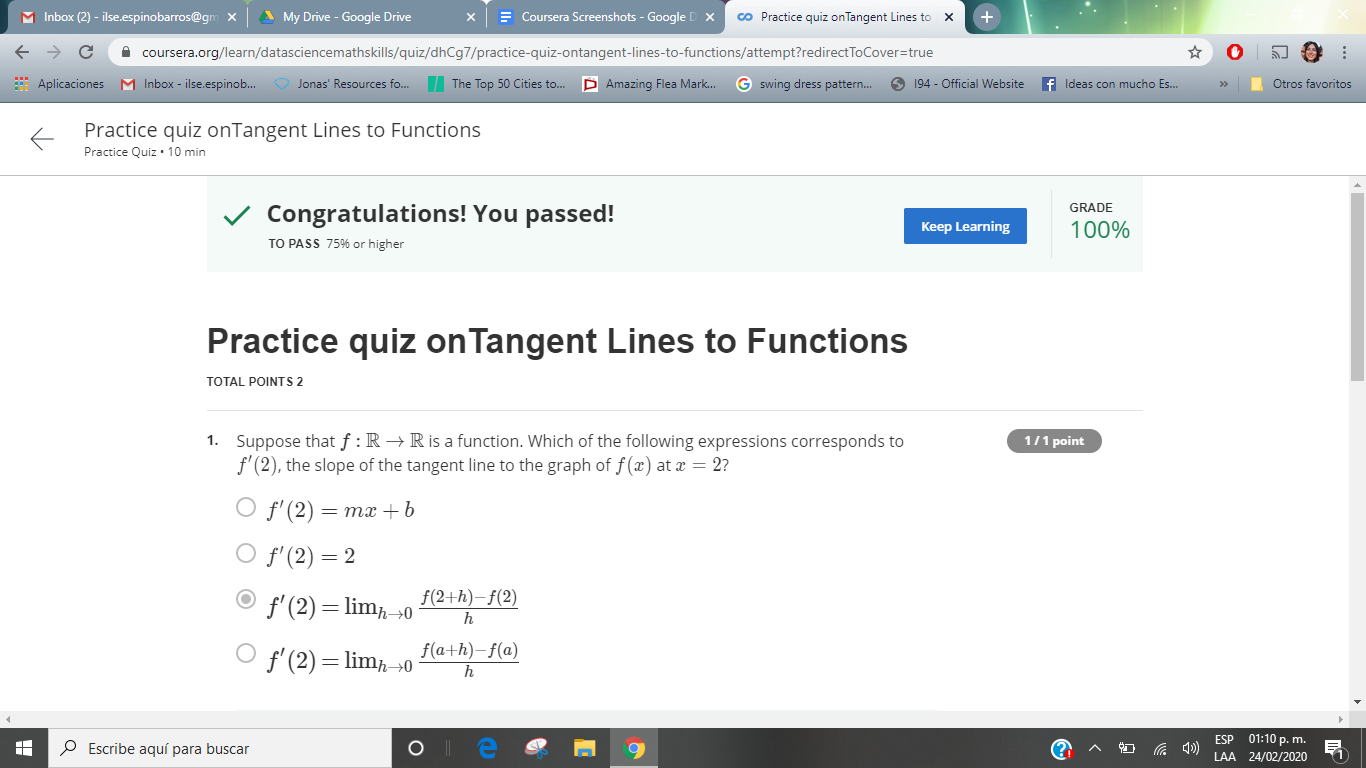 Inbox (2) - ilse.espinobarros@gm
My Drive - Google Drive
Coursera Screenshots - Google D
Practice quiz onTangent Lines to
coursera.org/learn/datasciencemathskills/quiz/dhCg7/practice-quiz-ontangent-lines-to-functions/attempt?redirectToCover=true
Aplicaciones
Inbox - ilse.espinob...
Jonas' Resources fo...
The Top 50 Cities to...
Amazing Flea Mark...
swing dress pattern...
I94 - Official Website
Ideas con mucho Es...
»
Otros favoritos
Practice quiz onTangent Lines to Functions
Practice Quiz • 10 min
Congratulations! You passed!
TO PASS 75% or higher
Keep Learning
GRADE
100%
Practice quiz onTangent Lines to Functions
TOTAL POINTS 2
1. Suppose that f : ℝ → ℝ is a function. Which of the following expressions corresponds to
f′(2), the slope of the tangent line to the graph of f(x) at x = 2?
1 / 1 point
f′(2) = mx + b
f′(2) = 2
f′(2) = lim_{h→0} \frac{f(2+h)−f(2)}{h}
f′(2) = lim_{h→0} \frac{f(a+h)−f(a)}{h}
Escribe aquí para buscar
ESP
LAA
01:10 p. m.
24/02/2020
1